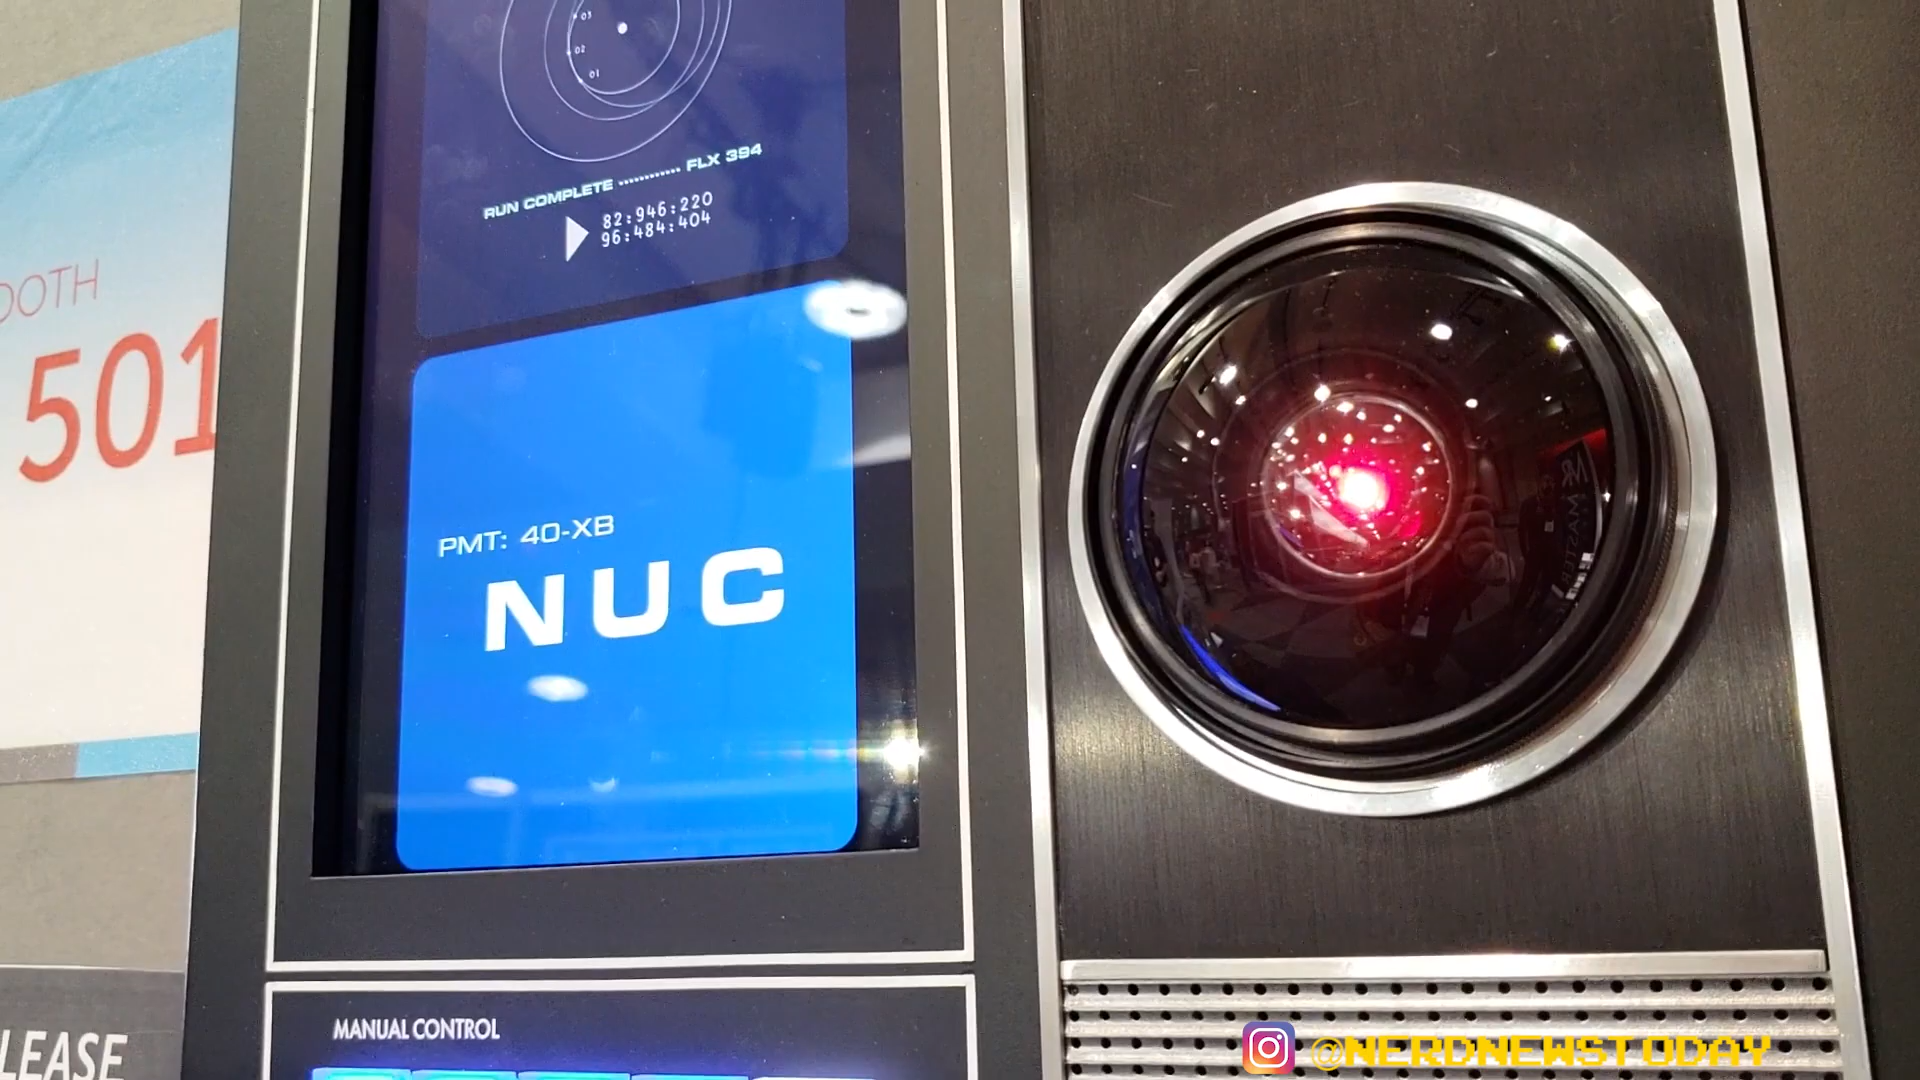 03
02
01
RUN COMPLETE ............ FLX 394
82:946:220
96:484:404
OOTH
501
PMT: 40-XB
NUC
MASTER
MANUAL CONTROL
LEASE
@NERDNEWSTODAY